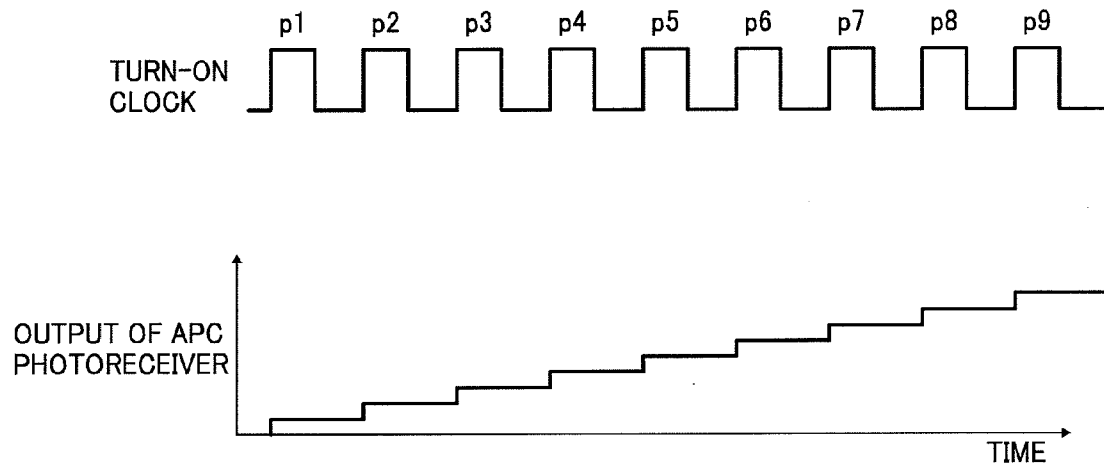 p1 p2 p3 p4 p5 p6 p7 p8 p9
TURN-ON
CLOCK
OUTPUT OF APC
PHOTORECEIVER
TIME